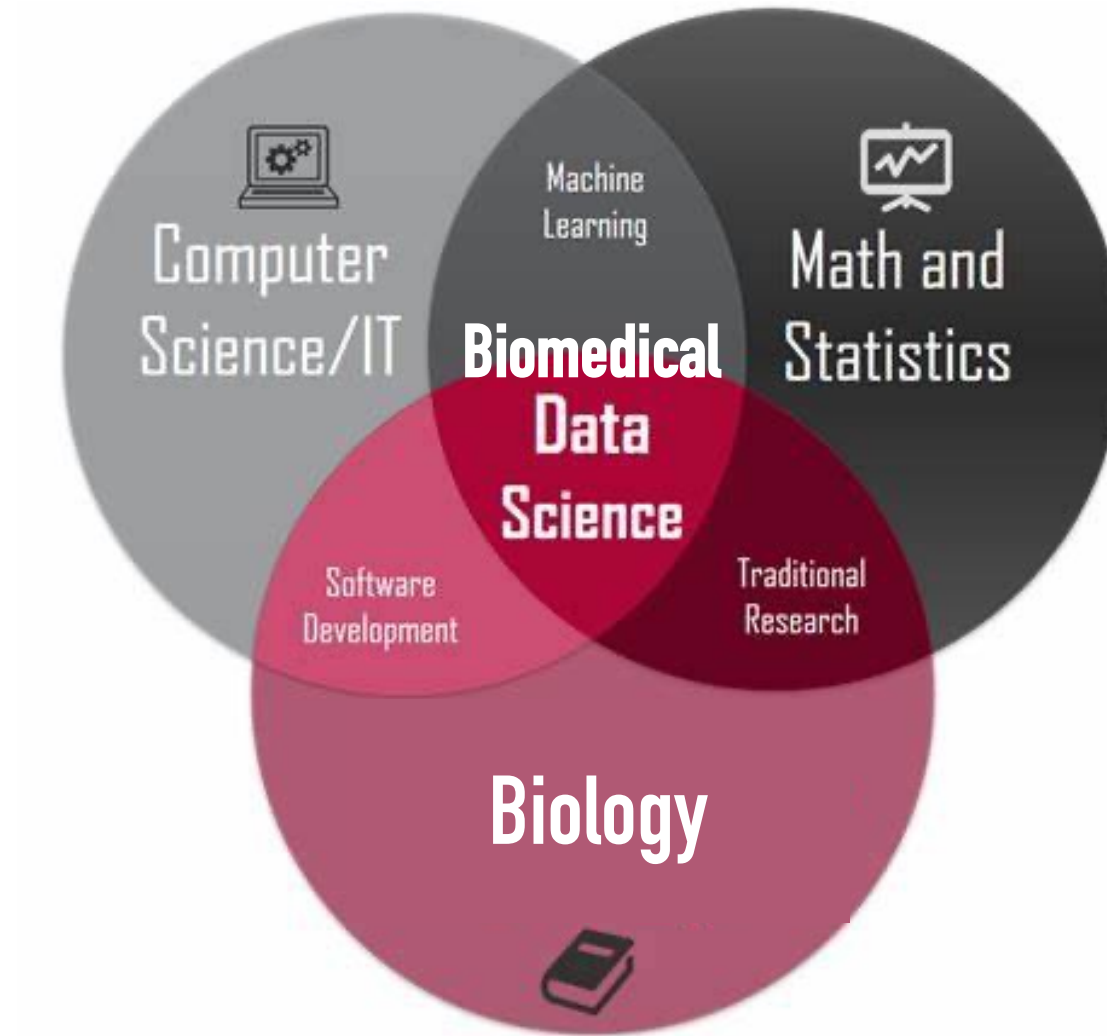 Machine
Learning
Computer
Science/IT
Math and
Statistics
Biomedical
Data
Science
Software
Development
Traditional
Research
Biology